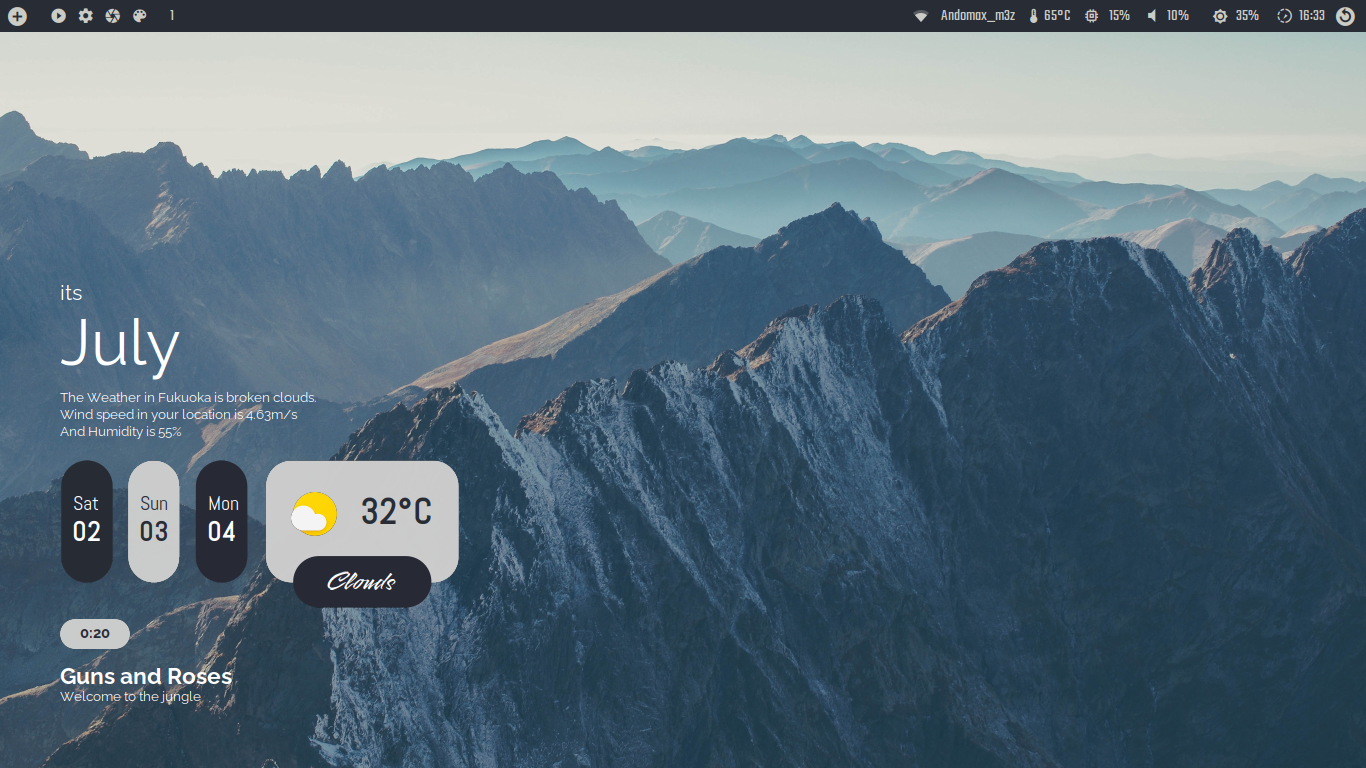 1 Andomax_m3z 65°C 15% 10% 35% 16:33
its
July
The Weather in Fukuoka is broken clouds.
Wind speed in your location is 4.63m/s
And Humidity is 55%
Sat Sun Mon
02 03 04
32°C
Clouds
0:20
Guns and Roses
Welcome to the jungle